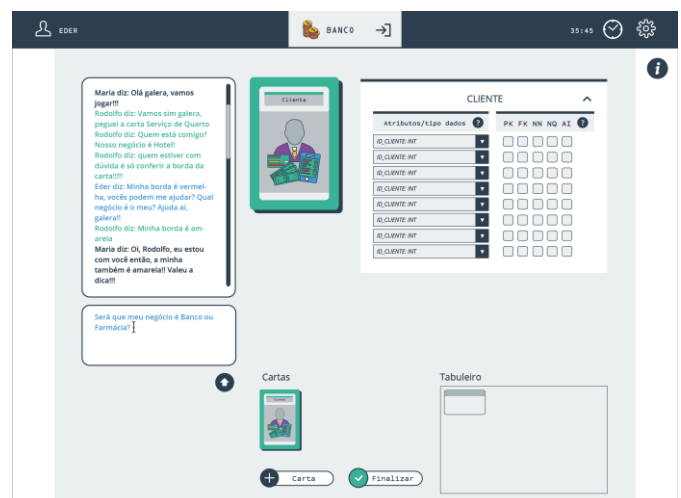 EDER
BANCO
35:45
i
Maria diz: Olá galera, vamos
jogar!!!
Rodolfo diz: Vamos sim galera,
peguei a carta Serviço de Quarto
Rodolfo diz: Quem está comigo?
Nosso negócio é Hotel!
Rodolfo diz: quem estiver com
dúvida é só conferir a borda da
carta!!!!!
Eder diz: Minha borda é vermel-
ha, vocês podem me ajudar? Qual
negócio é o meu? Ajuda aí,
galera!!
Rodolfo diz: Minha borda é am-
arela
Maria diz: Oi, Rodolfo, eu estou
com você então, a minha
também é amarela!! Valeu a
dica!!!
Será que meu negócio é Banco ou
Farmácia?
Cliente
CLIENTE
Atributos/tipo dados ? PK FK NN NQ AI ?
ID_CLIENTE: INT
ID_CLIENTE: INT
ID_CLIENTE: INT
ID_CLIENTE: INT
ID_CLIENTE: INT
ID_CLIENTE: INT
ID_CLIENTE: INT
ID_CLIENTE: INT
Cartas
Tabuleiro
Carta
Finalizar